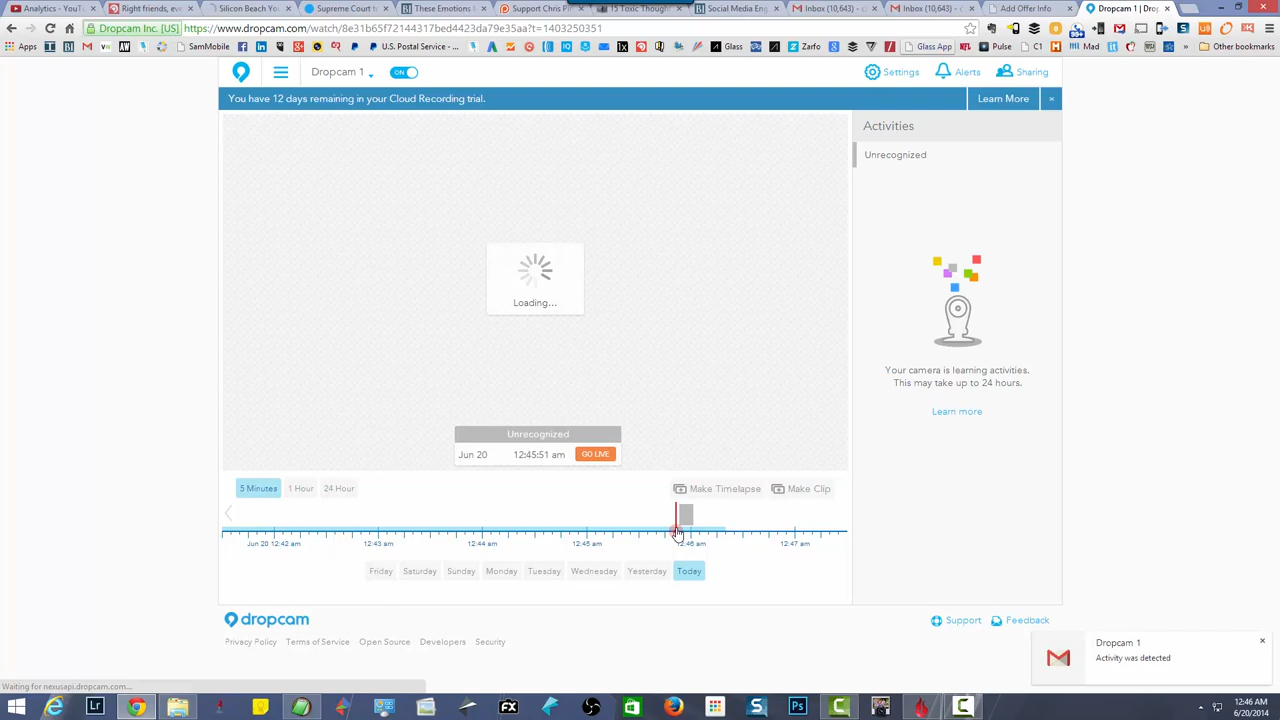 Analytics - YouTu
Right friends, eve
Silicon Beach You
Supreme Court to
These Emotions
Support Chris Pi
15 Toxic Thought
Social Media Eng
Inbox (10,643) - c
Inbox (10,643) - c
Add Offer Info
Dropcam 1 | Drop
Dropcam Inc. [US]
https://www.dropcam.com/watch/8e31b65f72144317bed0423da79e35aa?t=1403250351
Apps
SamMobile
U.S. Postal Service -
Glass
Zarfo
Glass App
Pulse
C1
Mad
Other bookmarks
Dropcam 1
ON
Settings
Alerts
Sharing
You have 12 days remaining in your Cloud Recording trial.
Learn More
×
Activities
Unrecognized
Loading...
Your camera is learning activities.
This may take up to 24 hours.
Learn more
Unrecognized
Jun 20 12:45:51 am GO LIVE
5 Minutes 1 Hour 24 Hour
Make Timelapse Make Clip
Jun 20 12:42 am 12:43 am 12:44 am 12:45 am 12:46 am 12:47 am
Friday Saturday Sunday Monday Tuesday Wednesday Yesterday Today
dropcam
Support Feedback
Privacy Policy Terms of Service Open Source Developers Security
Dropcam 1
Activity was detected
Waiting for nexusapi.dropcam.com...
12:46 AM
6/20/2014